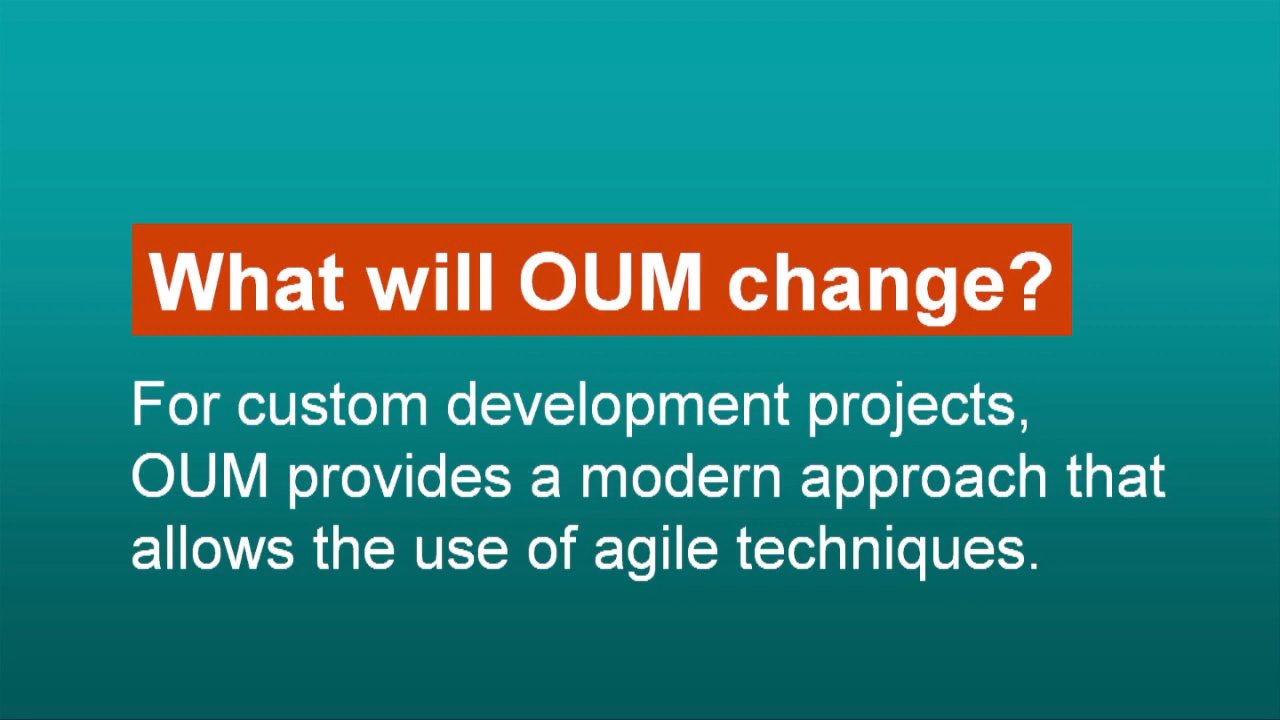 What will OUM change?
For custom development projects,
OUM provides a modern approach that
allows the use of agile techniques.